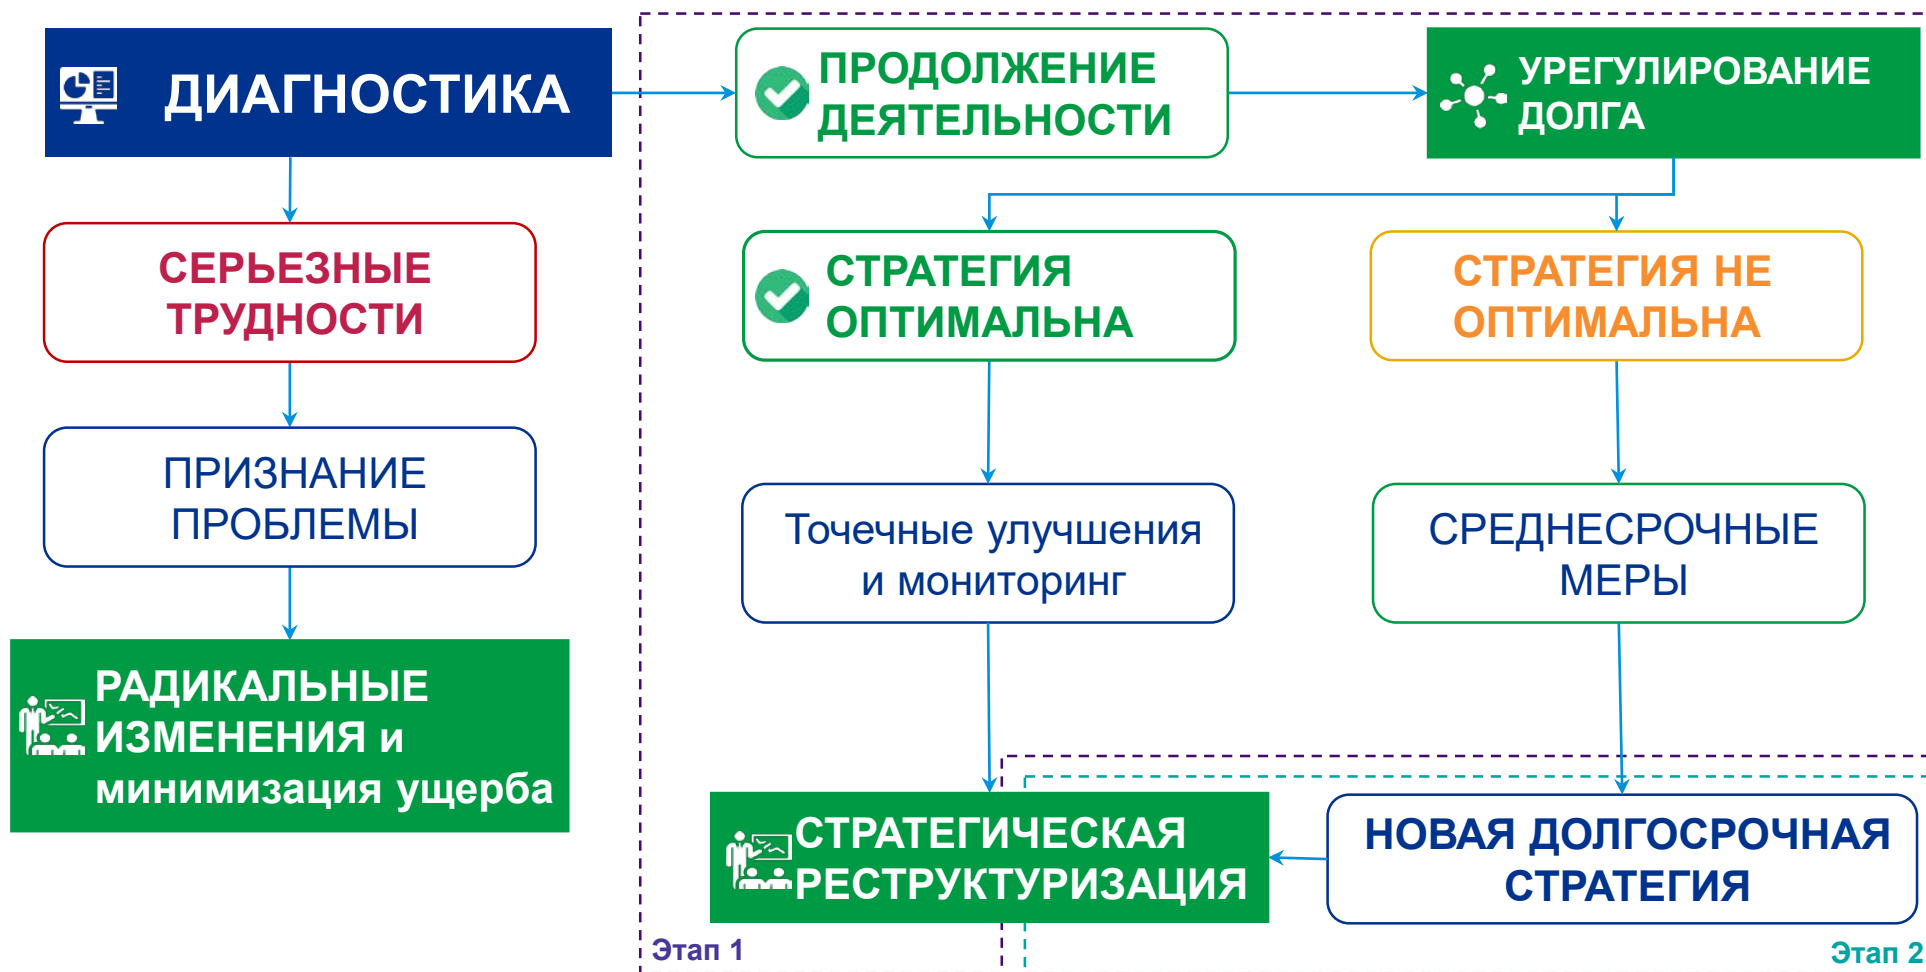 ДИАГНОСТИКА
ПРОДОЛЖЕНИЕ
ДЕЯТЕЛЬНОСТИ
УРЕГУЛИРОВАНИЕ
ДОЛГА
СЕРЬЕЗНЫЕ
ТРУДНОСТИ
СТРАТЕГИЯ
ОПТИМАЛЬНА
СТРАТЕГИЯ НЕ
ОПТИМАЛЬНА
ПРИЗНАНИЕ
ПРОБЛЕМЫ
Точечные улучшения
и мониторинг
СРЕДНЕСРОЧНЫЕ
МЕРЫ
РАДИКАЛЬНЫЕ
ИЗМЕНЕНИЯ и
минимизация ущерба
СТРАТЕГИЧЕСКАЯ
РЕСТРУКТУРИЗАЦИЯ
НОВАЯ ДОЛГОСРОЧНАЯ
СТРАТЕГИЯ
Этап 1
Этап 2